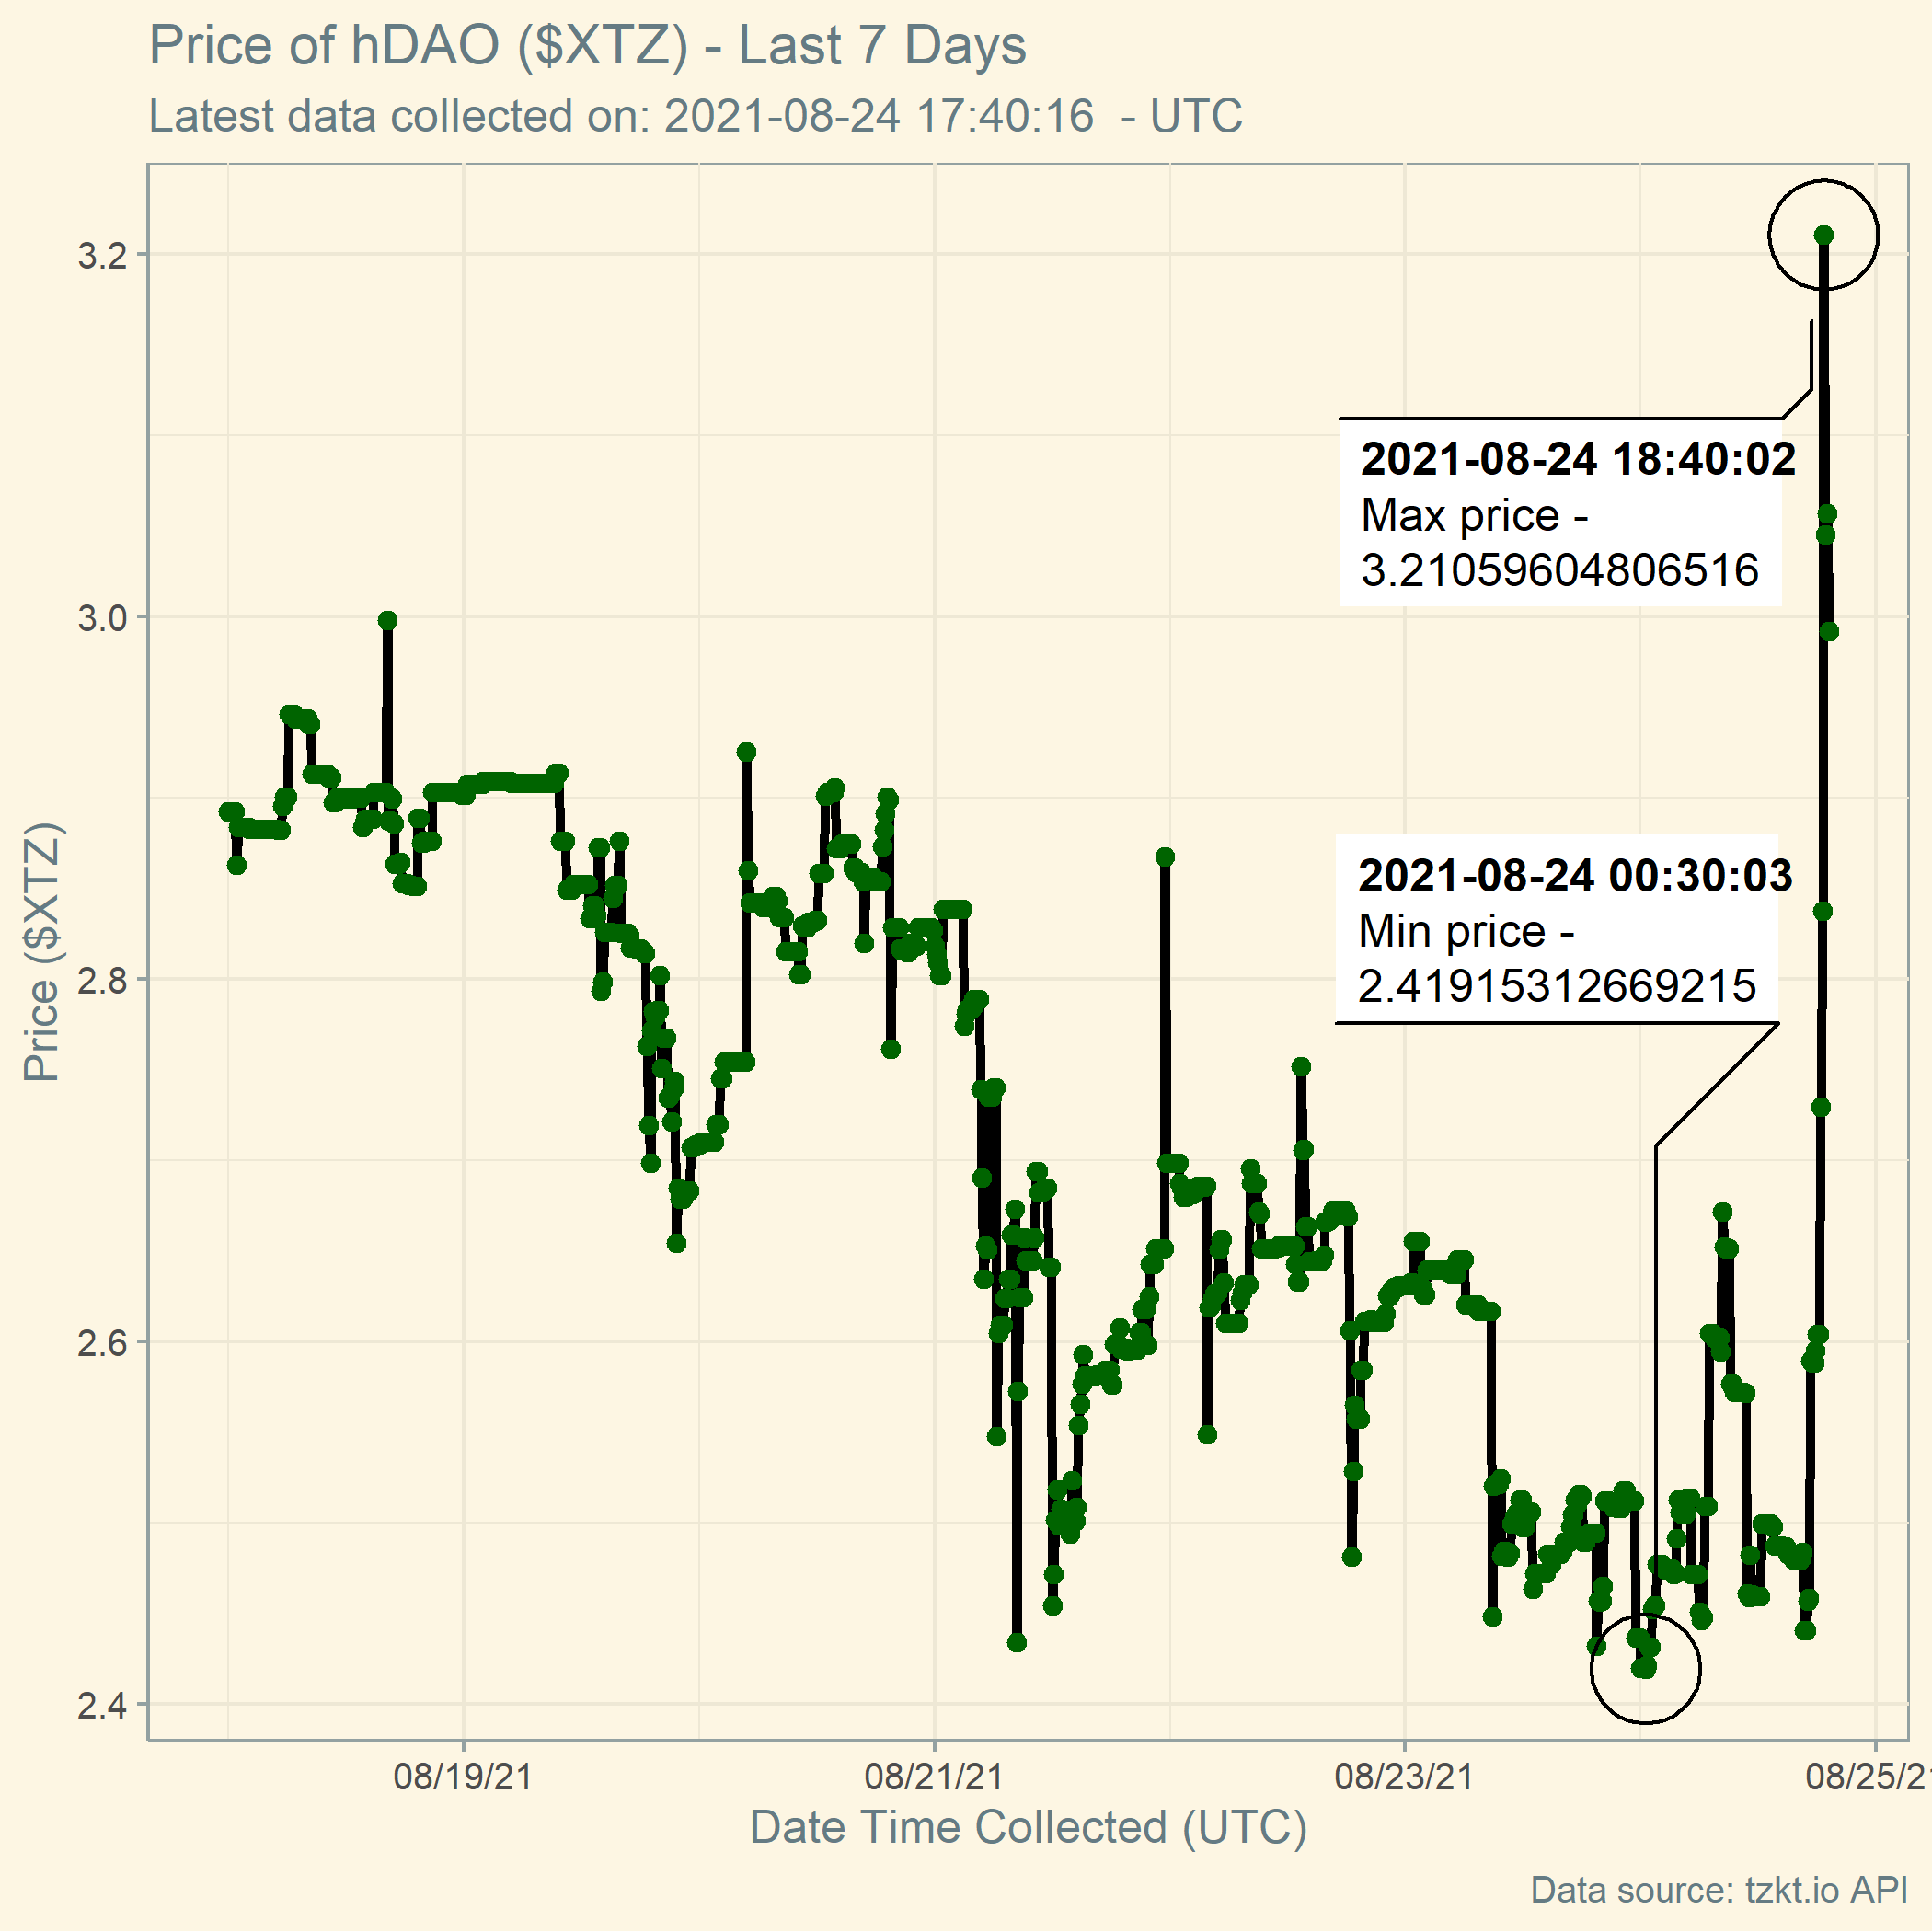 Price of hDAO ($XTZ) - Last 7 Days
Latest data collected on: 2021-08-24 17:40:16  - UTC
3.2
3.0
2.8
2.6
2.4
Price ($XTZ)
2021-08-24 18:40:02
Max price -
3.21059604806516
2021-08-24 00:30:03
Min price -
2.41915312669215
08/19/21
08/21/21
08/23/21
08/25/21
Date Time Collected (UTC)
Data source: tzkt.io API